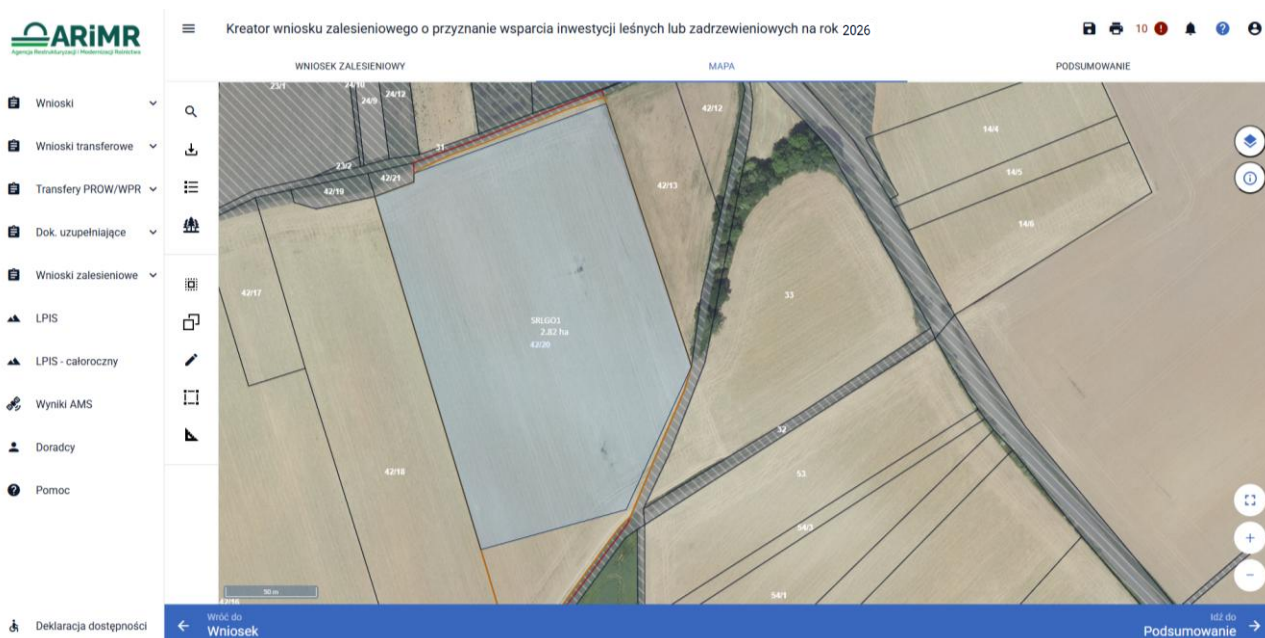 ARiMR
Agencja Restrukturyzacji i Modernizacji Rolnictwa
Kreator wniosku zalesieniowego o przyznanie wsparcia inwestycji leśnych lub zadrzewieniowych na rok 2026
10
WNIOSEK ZALESIENIOWY
MAPA
PODSUMOWANIE
Wnioski
Wnioski transferowe
Transfery PROW/WPR
Dok. uzupełniające
Wnioski zalesieniowe
LPIS
LPIS - całoroczny
Wyniki AMS
Doradcy
Pomoc
Deklaracja dostępności
23/1
24/10
24/9
24/12
31
23/2
42/21
42/19
42/12
42/13
14/4
14/5
14/6
42/17
33
SRLGO1
2.82 ha
42/20
32
42/18
53
54/3
54/1
42/16
50 m
Wróć do
Wniosek
Idź do
Podsumowanie